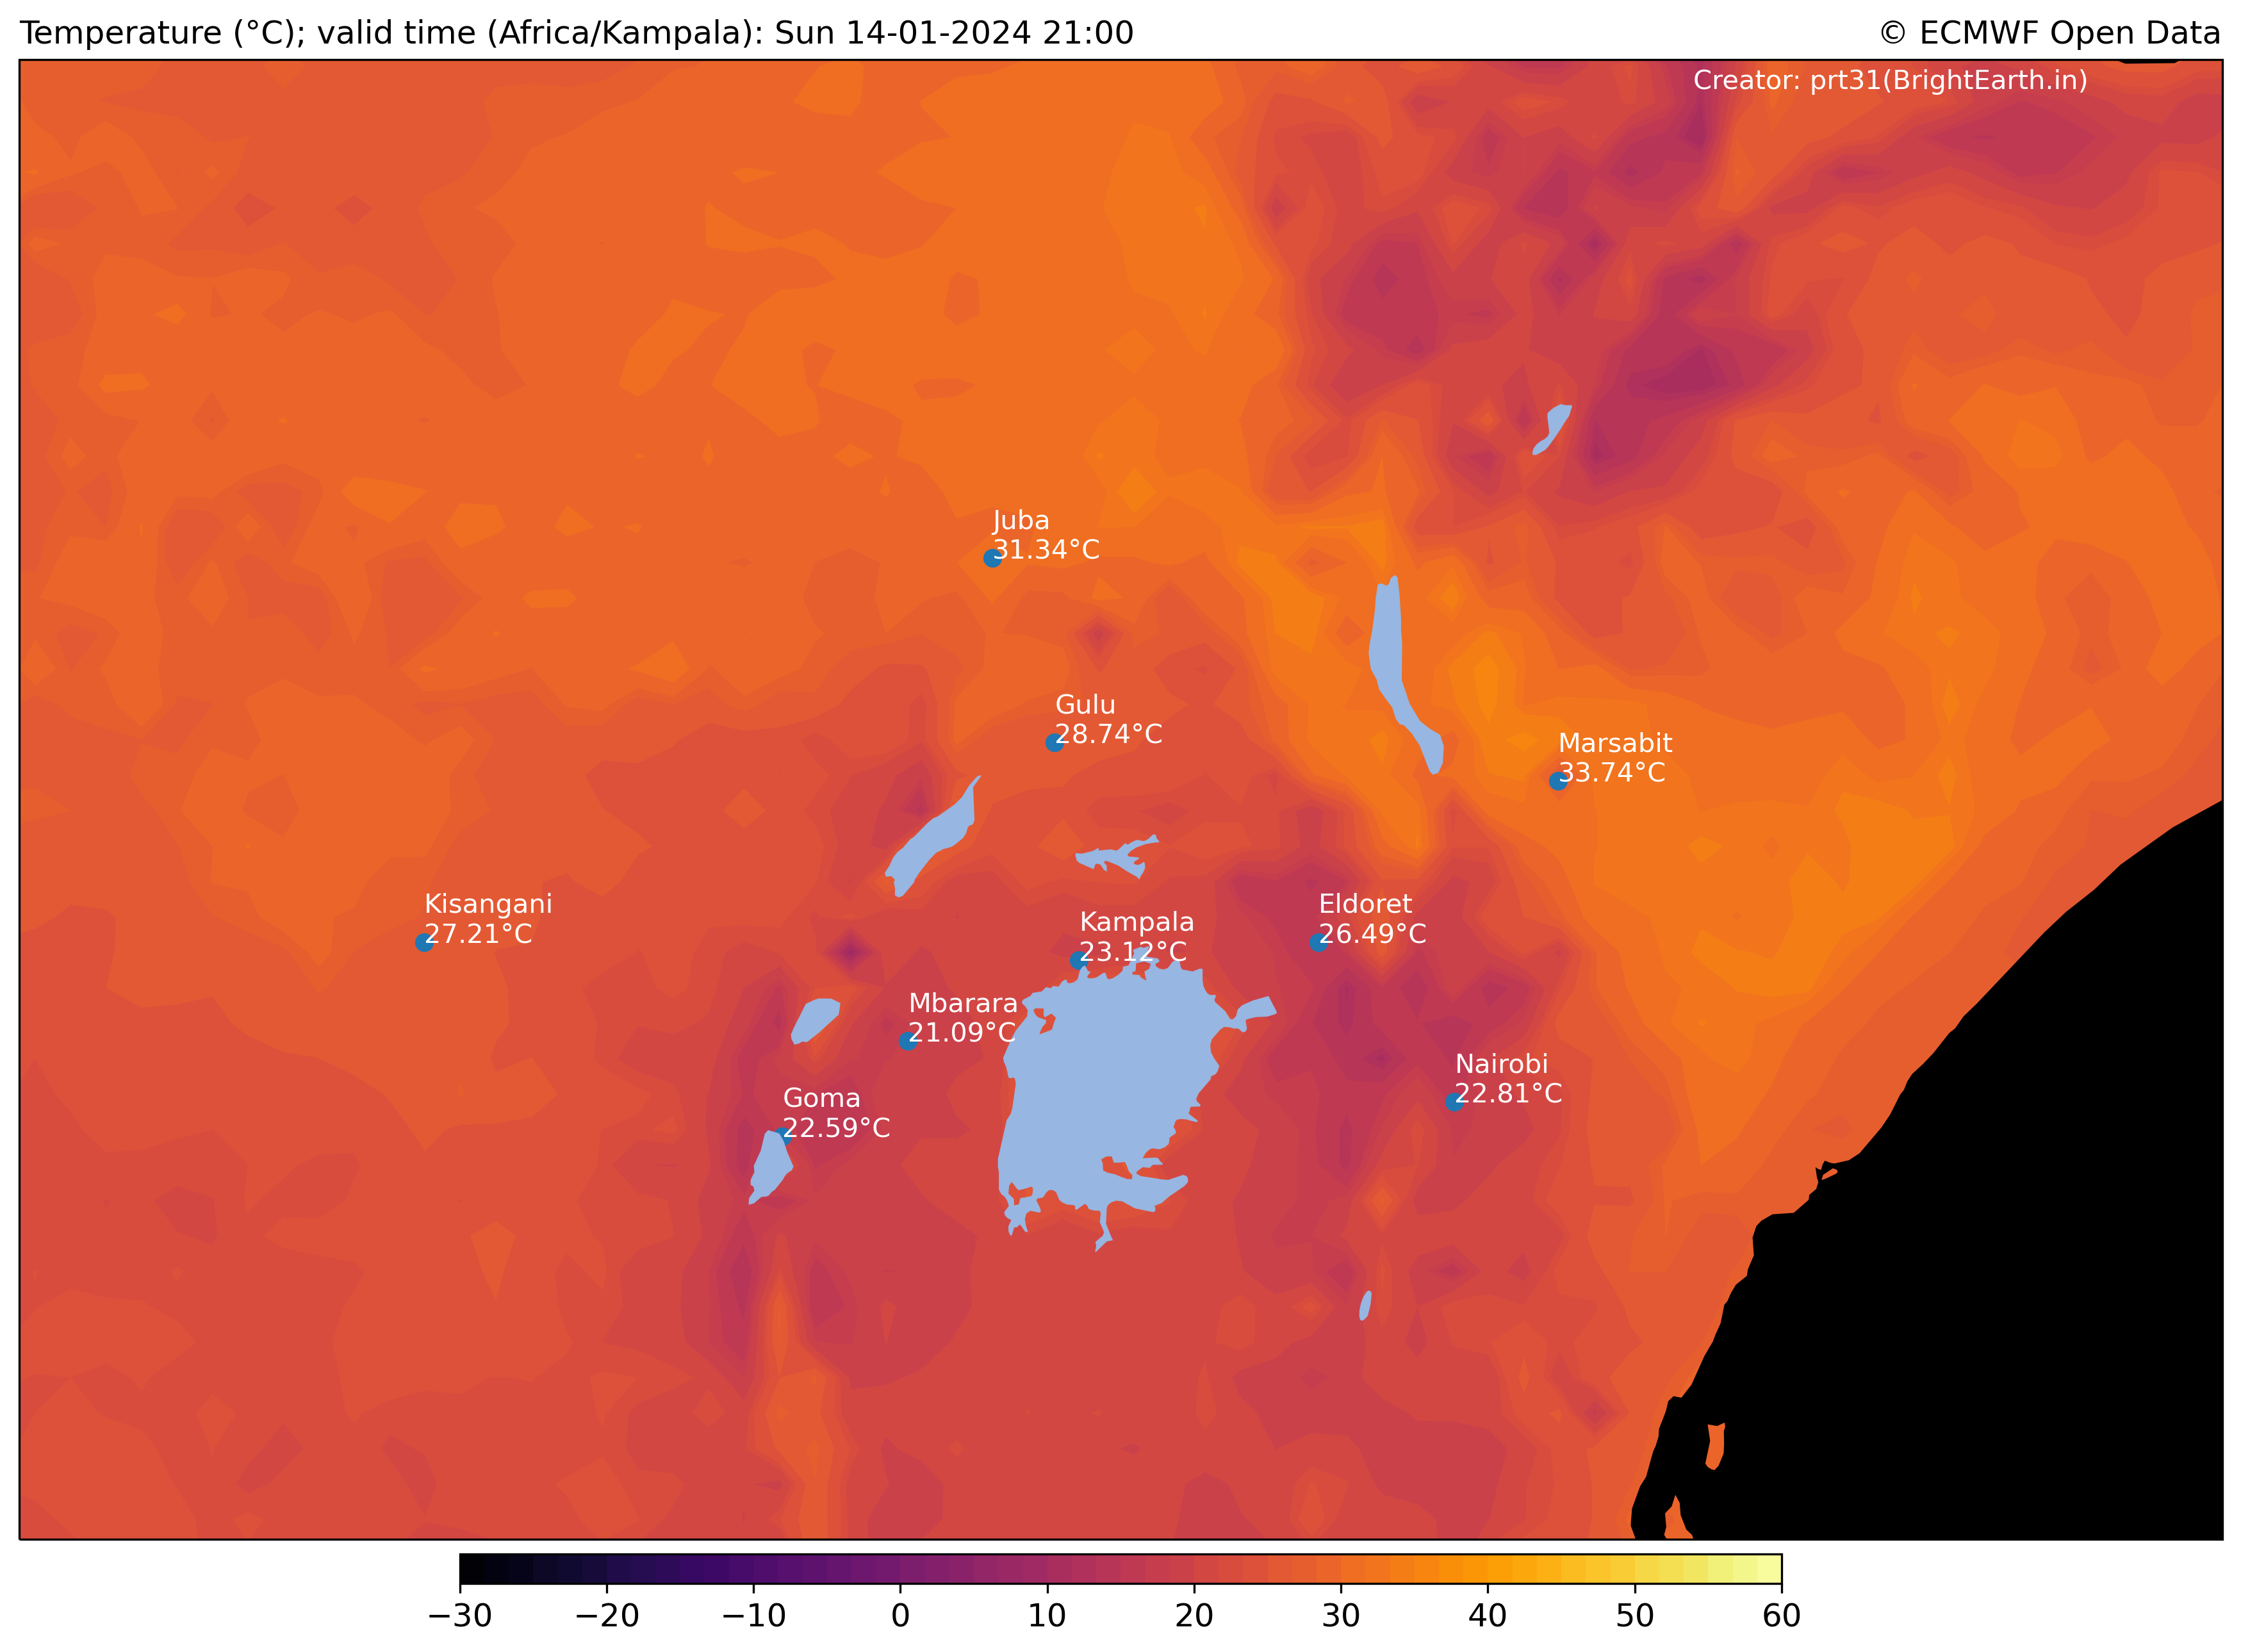 Temperature (°C); valid time (Africa/Kampala): Sun 14-01-2024 21:00
© ECMWF Open Data
Creator: prt31(BrightEarth.in)
Juba
31.34°C
Gulu
28.74°C
Marsabit
33.74°C
Kisangani
27.21°C
Eldoret
26.49°C
Kampala
23.12°C
Mbarara
21.09°C
Nairobi
22.81°C
Goma
22.59°C
−30 −20 −10 0 10 20 30 40 50 60